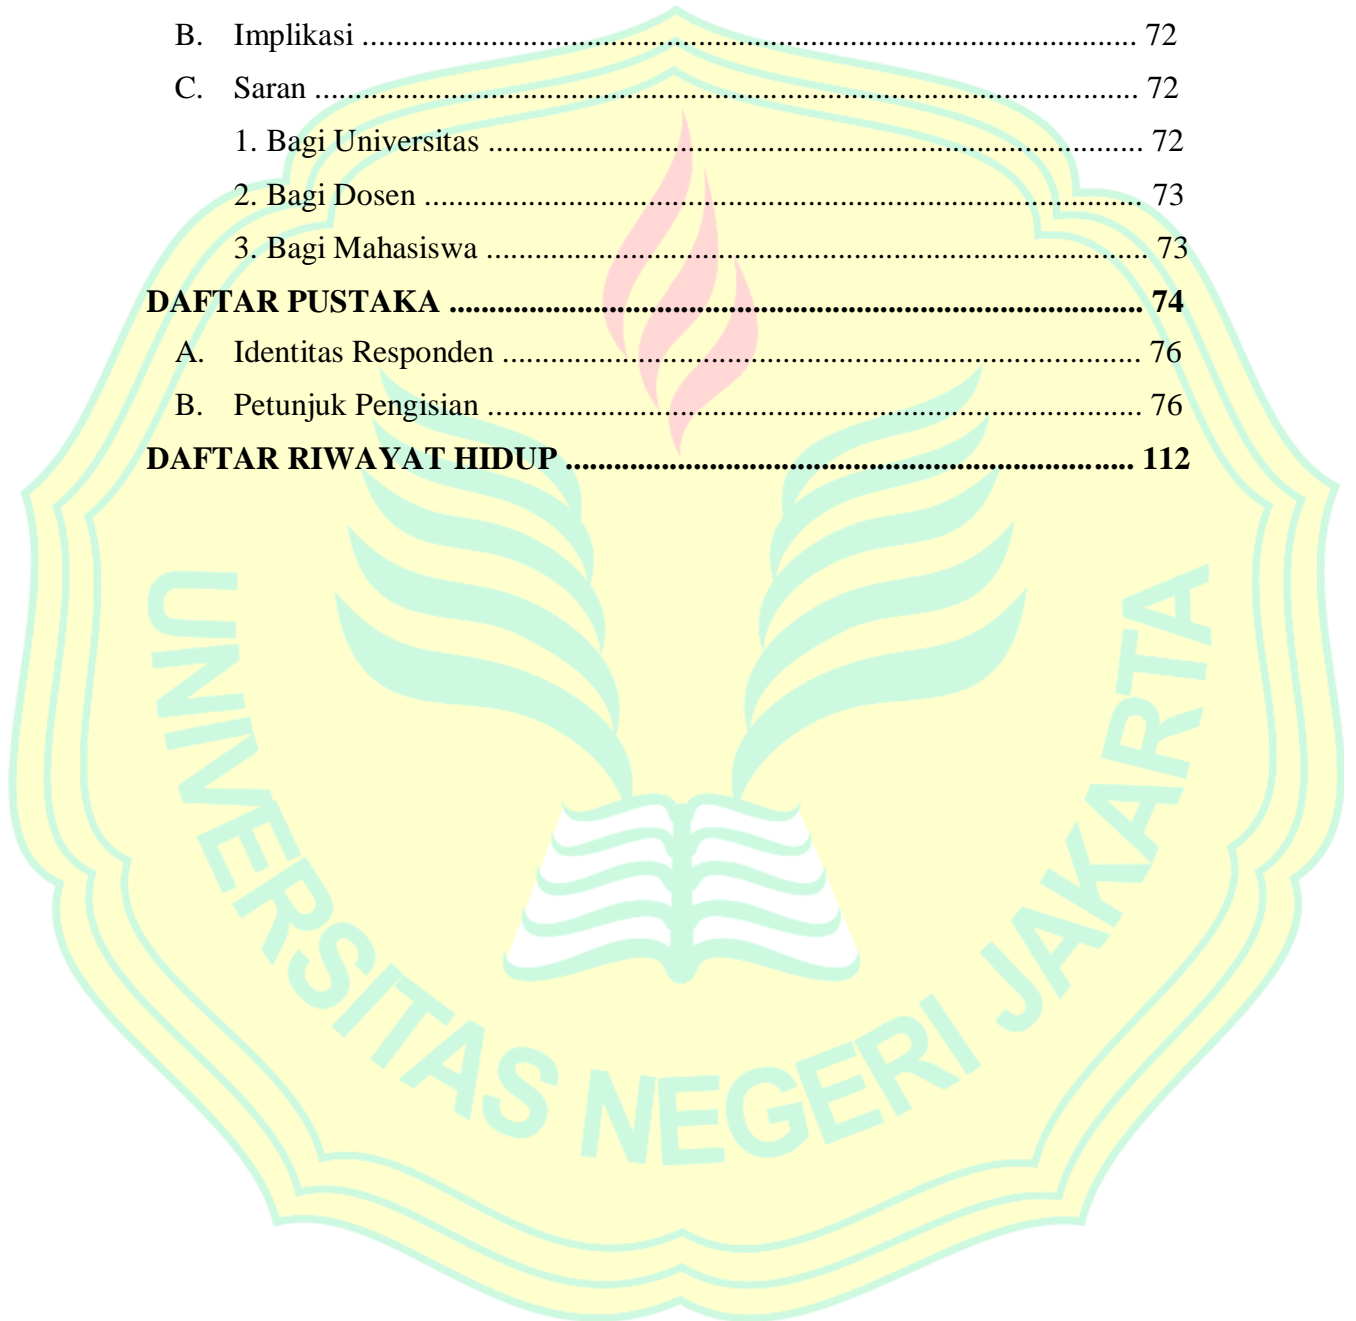 B. Implikasi ............................................................................................... 72
C. Saran ..................................................................................................... 72
1. Bagi Universitas ................................................................................ 72
2. Bagi Dosen ........................................................................................ 73
3. Bagi Mahasiswa ................................................................................. 73
DAFTAR PUSTAKA ....................................................................................... 74
A. Identitas Responden .............................................................................. 76
B. Petunjuk Pengisian ................................................................................ 76
DAFTAR RIWAYAT HIDUP ....................................................................... 112
UNIVERSITAS NEGERI JAKARTA